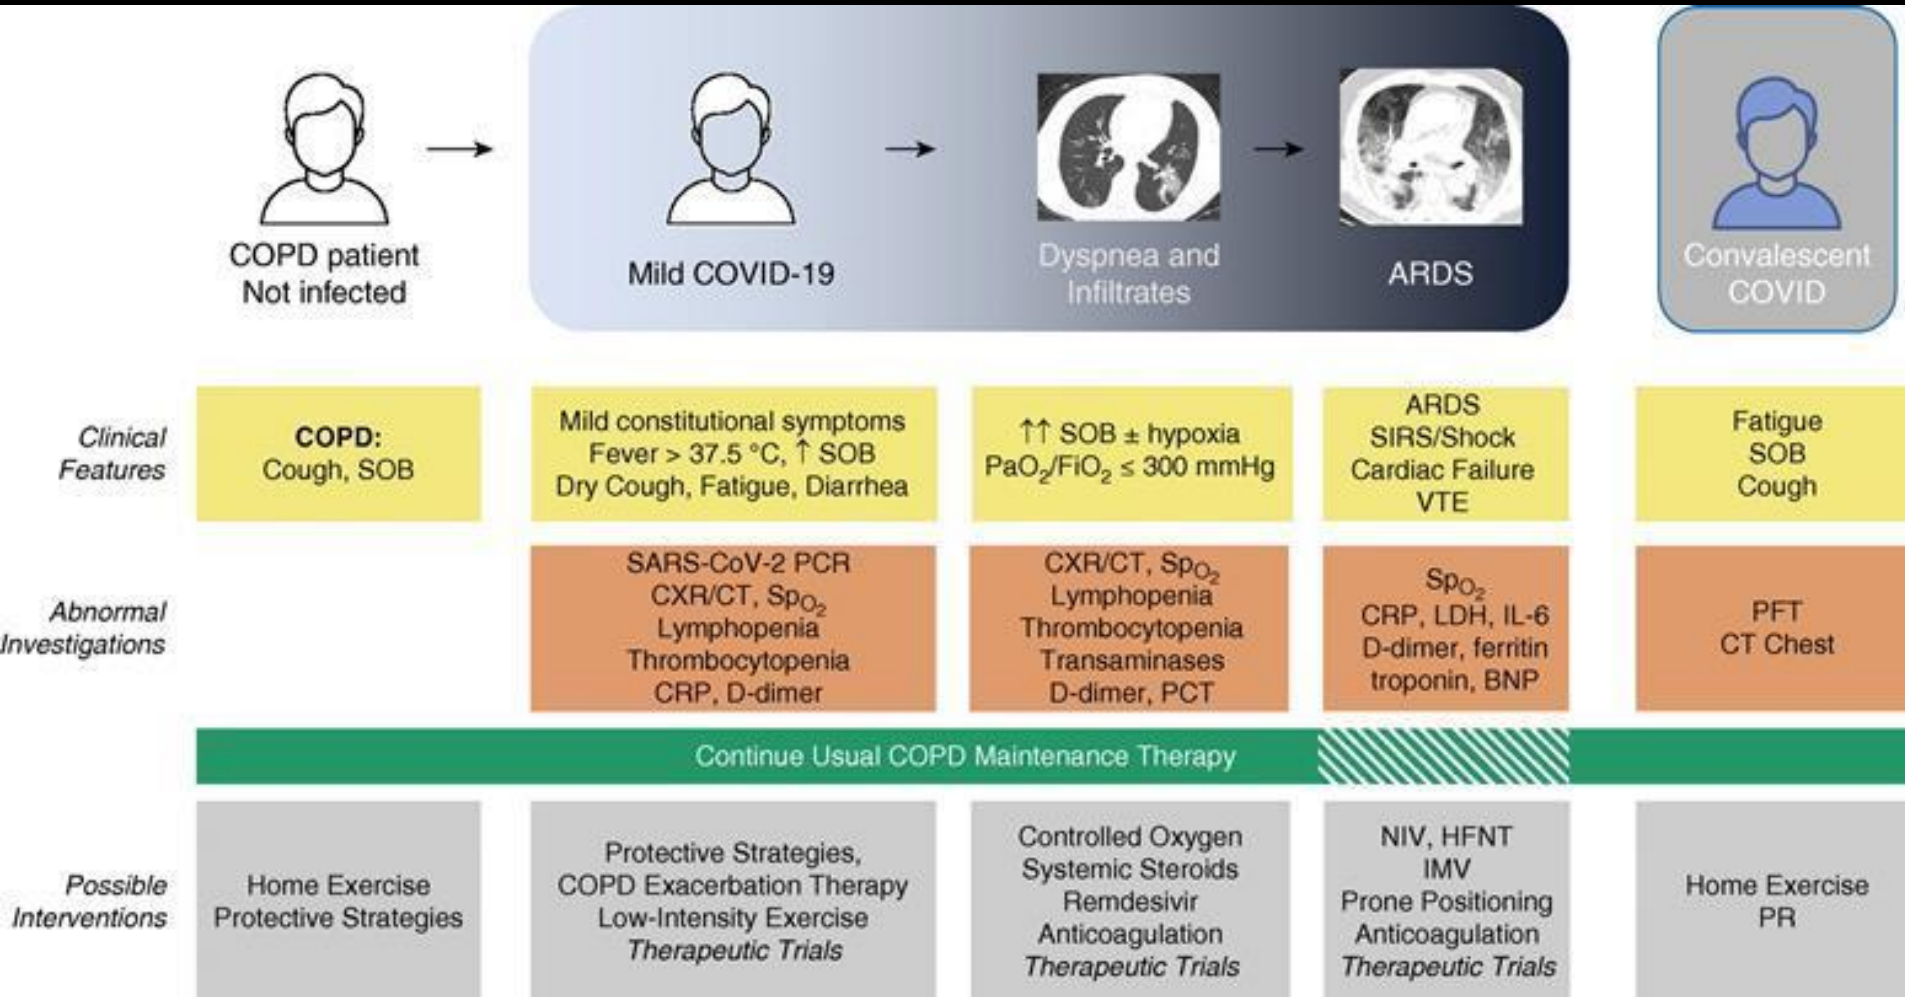 COPD patient
Not infected
Mild COVID-19
Dyspnea and
Infiltrates
ARDS
Convalescent
COVID
Clinical
Features
COPD:
Cough, SOB
Mild constitutional symptoms
Fever > 37.5 °C, ↑ SOB
Dry Cough, Fatigue, Diarrhea
↑↑ SOB ± hypoxia
PaO₂/FiO₂ ≤ 300 mmHg
ARDS
SIRS/Shock
Cardiac Failure
VTE
Fatigue
SOB
Cough
Abnormal
Investigations
SARS-CoV-2 PCR
CXR/CT, SpO₂
Lymphopenia
Thrombocytopenia
CRP, D-dimer
CXR/CT, SpO₂
Lymphopenia
Thrombocytopenia
Transaminases
D-dimer, PCT
SpO₂
CRP, LDH, IL-6
D-dimer, ferritin
troponin, BNP
PFT
CT Chest
Continue Usual COPD Maintenance Therapy
Possible
Interventions
Home Exercise
Protective Strategies
Protective Strategies,
COPD Exacerbation Therapy
Low-Intensity Exercise
Therapeutic Trials
Controlled Oxygen
Systemic Steroids
Remdesivir
Anticoagulation
Therapeutic Trials
NIV, HFNT
IMV
Prone Positioning
Anticoagulation
Therapeutic Trials
Home Exercise
PR